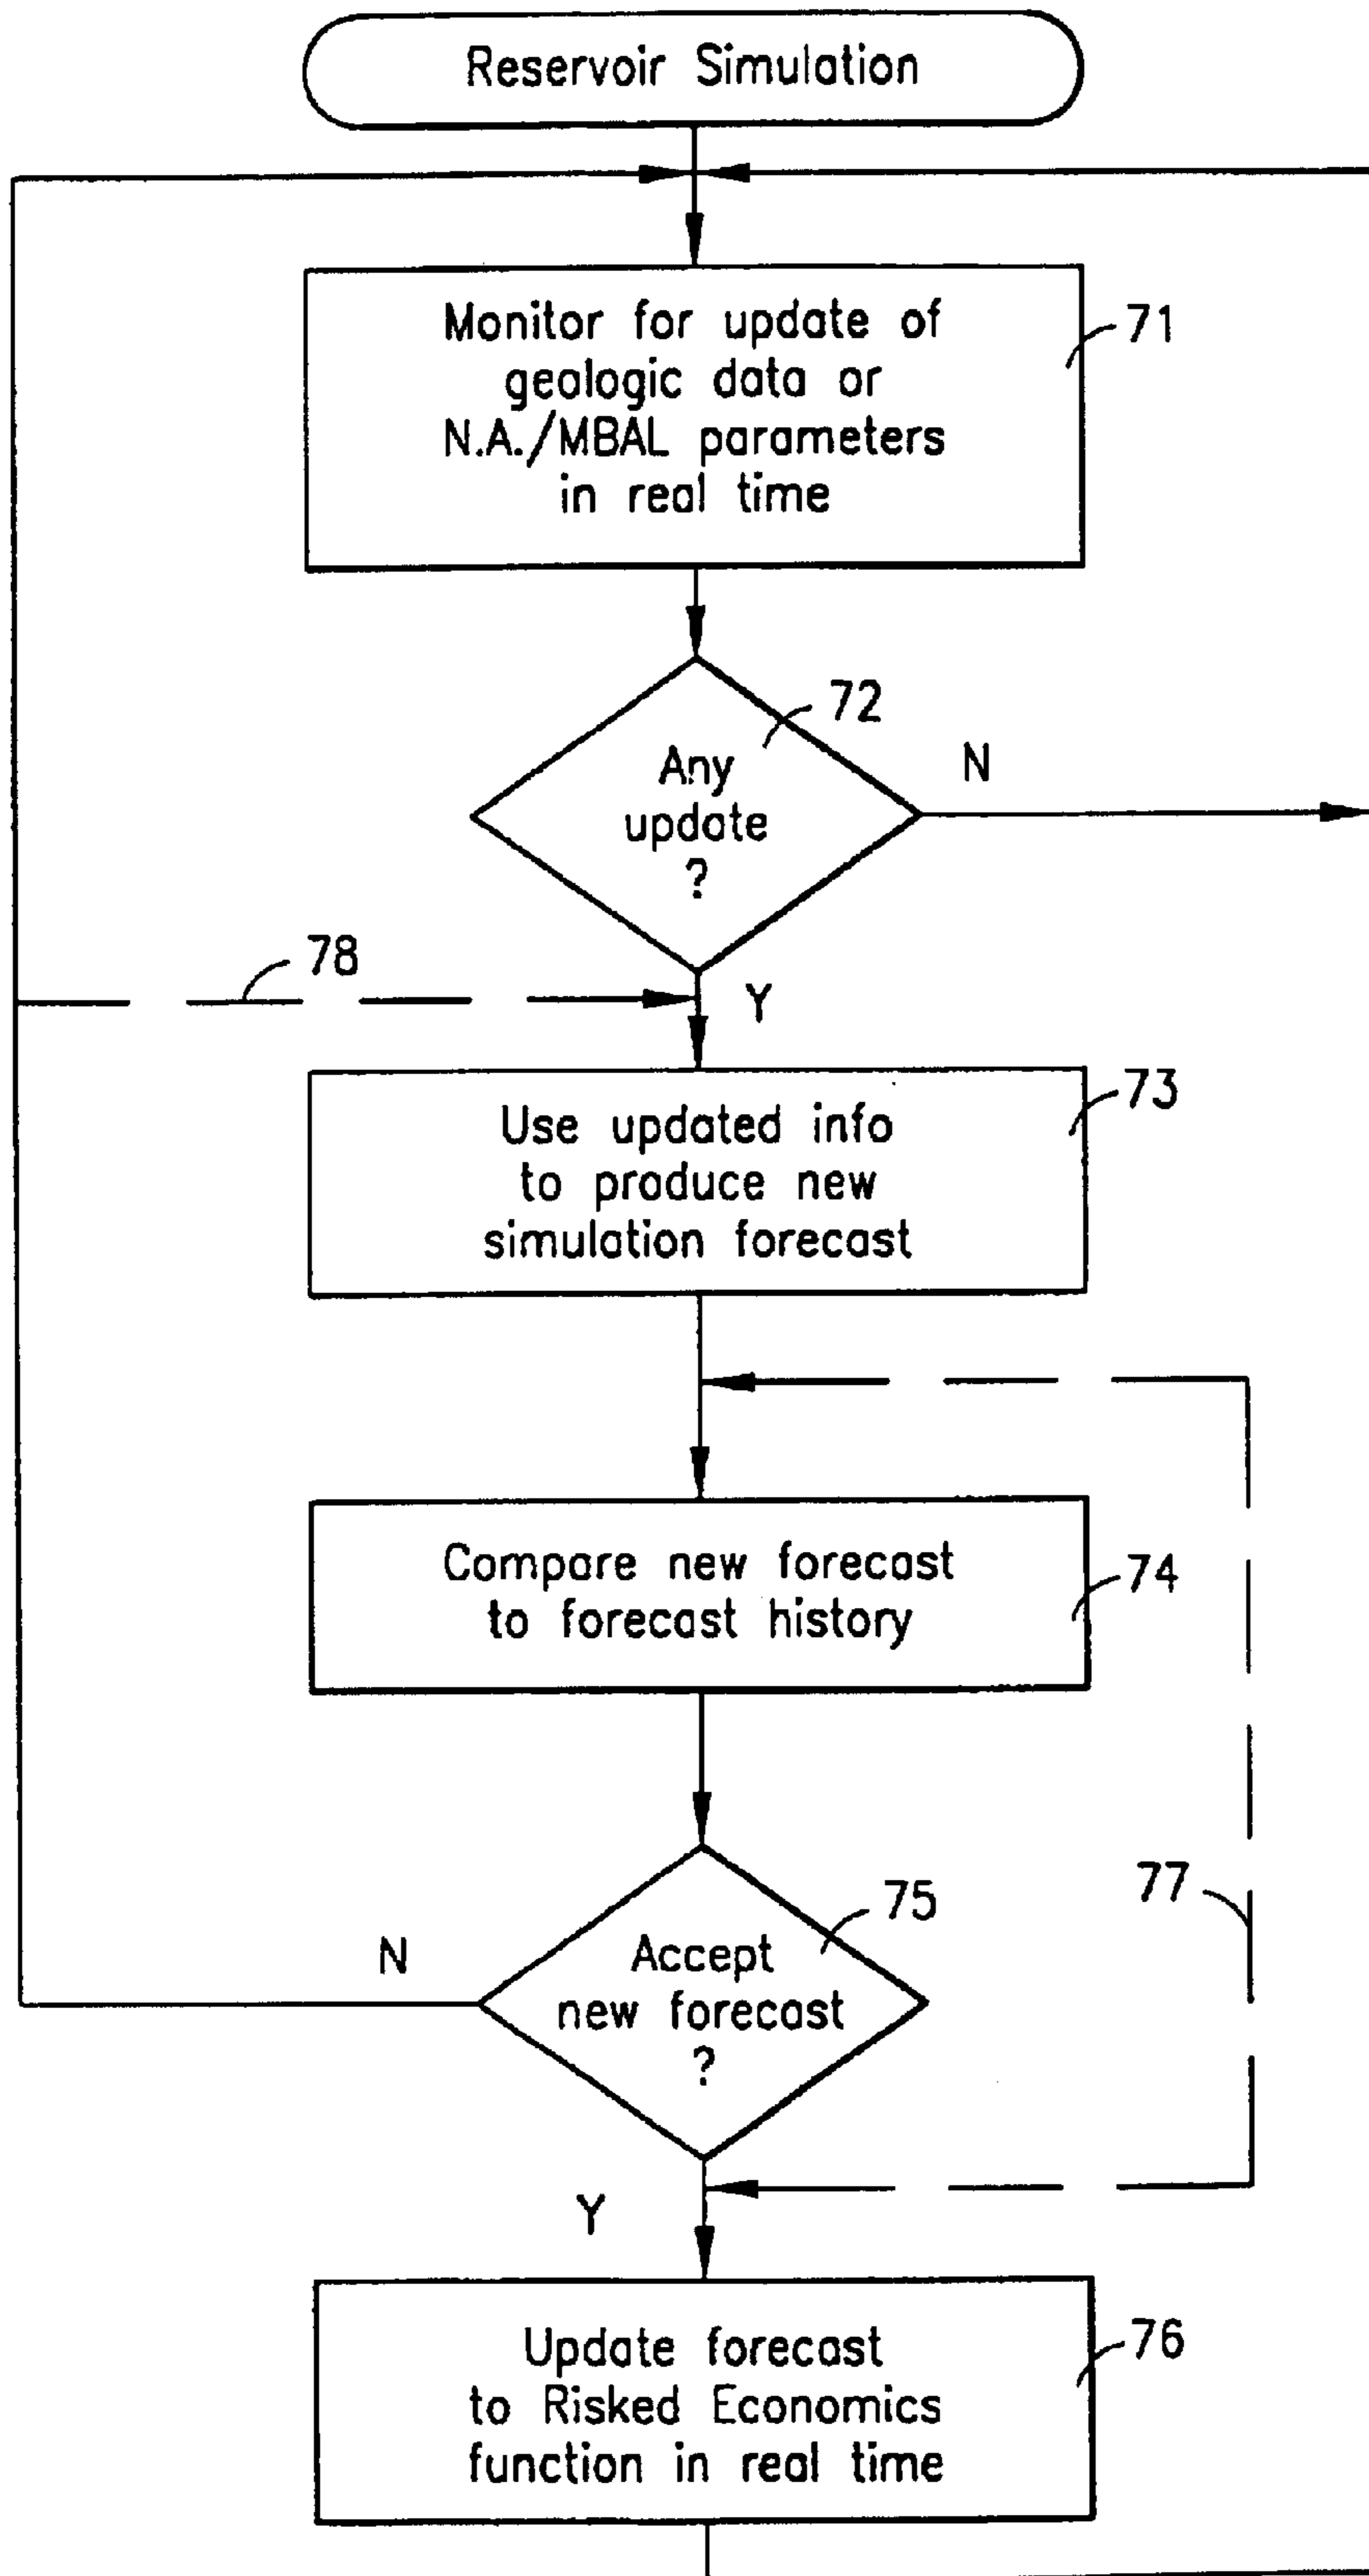 Reservoir Simulation
Monitor for update of
geologic data or
N.A./MBAL parameters
in real time
71
72
Any
update
?
N
78
Y
Use updated info
to produce new
simulation forecast
73
Compare new forecast
to forecast history
74
77
75
N
Accept
new forecast
?
Y
Update forecast
to Risked Economics
function in real time
76